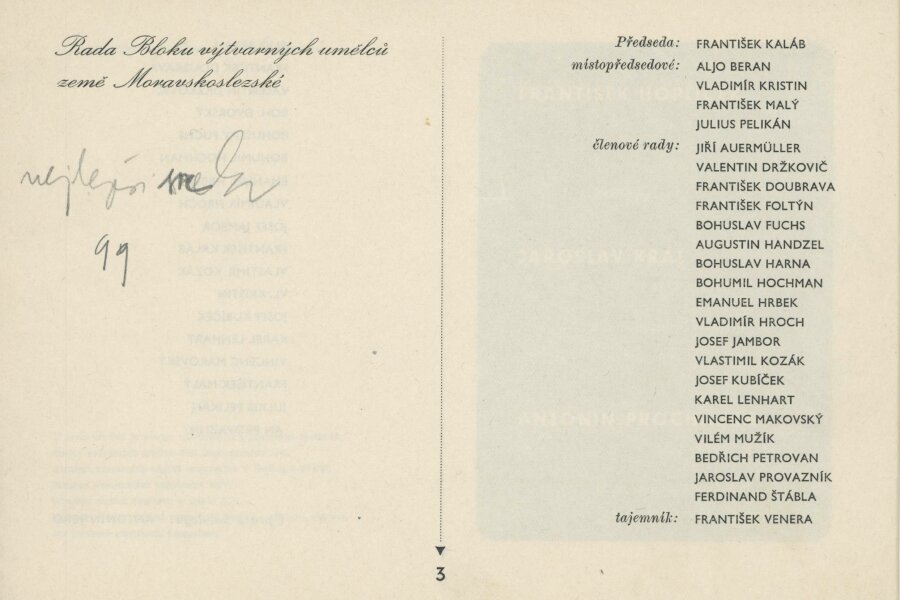 Rada Bloku výtvarných umělců
země Moravskoslezské
nejlepší
99
Předseda: FRANTIŠEK KALÁB
místopředsedové: ALJO BERAN
VLADIMÍR KRISTIN
FRANTIŠEK MALÝ
JULIUS PELIKÁN
členové rady: JIŘÍ AUERMÜLLER
VALENTIN DRŽKOVIČ
FRANTIŠEK DOUBRAVA
FRANTIŠEK FOLTÝN
BOHUSLAV FUCHS
AUGUSTIN HANDZEL
BOHUSLAV HARNA
BOHUMIL HOCHMAN
EMANUEL HRBEK
VLADIMÍR HROCH
JOSEF JAMBOR
VLASTIMIL KOZÁK
JOSEF KUBÍČEK
KAREL LENHART
VINCENC MAKOVSKÝ
VILÉM MUŽÍK
BEDŘICH PETROVAN
JAROSLAV PROVAZNÍK
FERDINAND ŠTÁBLA
tajemník: FRANTIŠEK VENERA
3